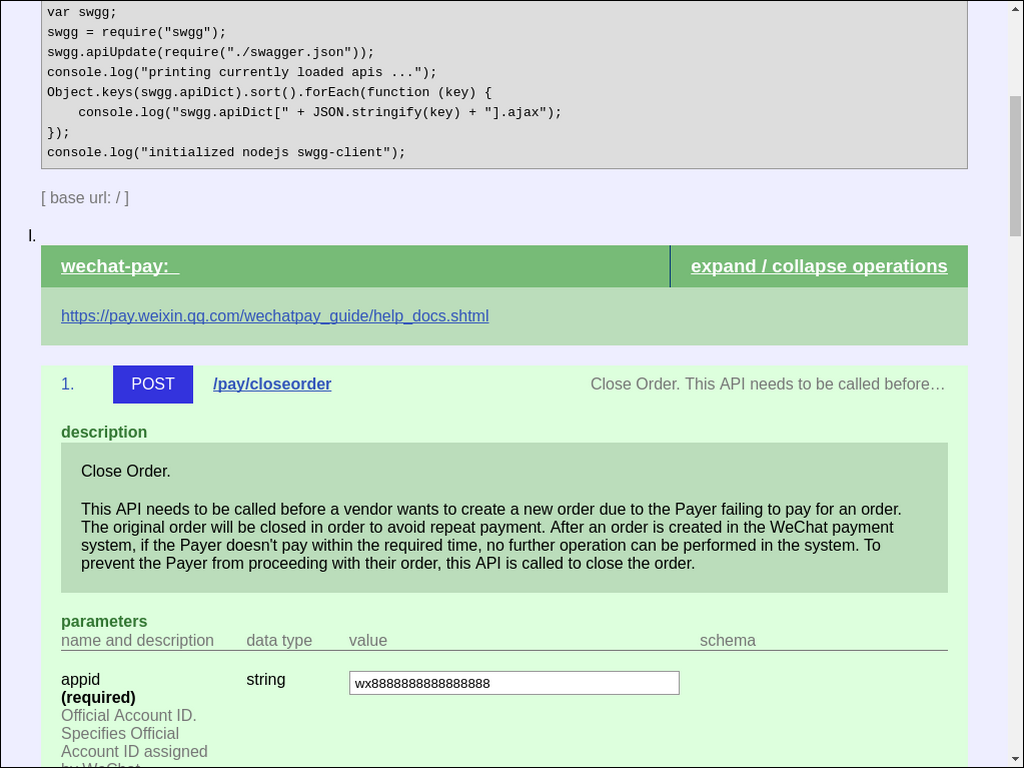 var swgg;
swgg = require("swgg");
swgg.apiUpdate(require("./swagger.json"));
console.log("printing currently loaded apis ...");
Object.keys(swgg.apiDict).sort().forEach(function (key) {
    console.log("swgg.apiDict[" + JSON.stringify(key) + "].ajax");
});
console.log("initialized nodejs swgg-client");
[ base url: / ]
I.
wechat-pay: expand / collapse operations
https://pay.weixin.qq.com/wechatpay_guide/help_docs.shtml
1. POST /pay/closeorder Close Order. This API needs to be called before…
description
Close Order.
This API needs to be called before a vendor wants to create a new order due to the Payer failing to pay for an order.
The original order will be closed in order to avoid repeat payment. After an order is created in the WeChat payment
system, if the Payer doesn't pay within the required time, no further operation can be performed in the system. To
prevent the Payer from proceeding with their order, this API is called to close the order.
parameters
name and description data type value schema
appid string wx8888888888888888
(required)
Official Account ID.
Specifies Official
Account ID assigned
by WeChat